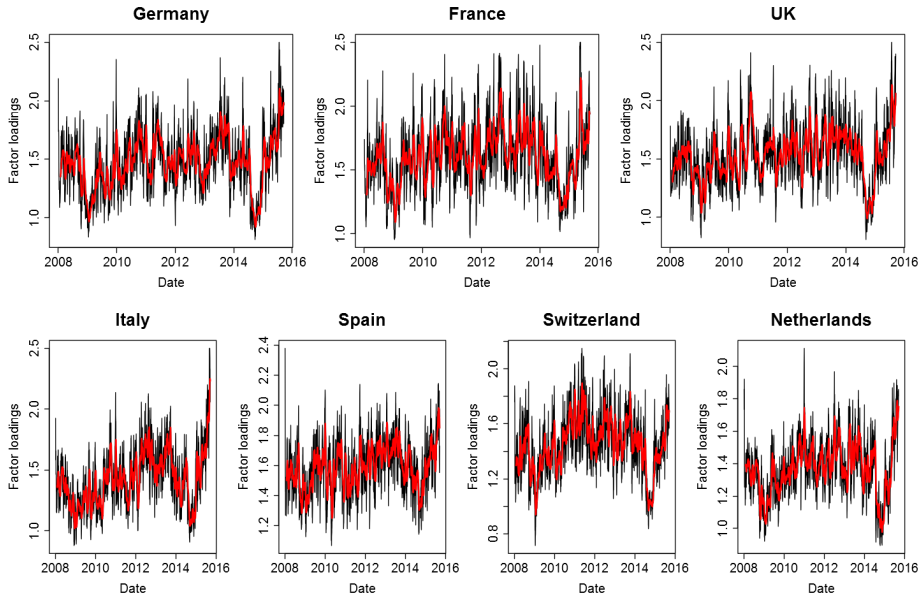 Germany
France
UK
Factor loadings
1.0 1.5 2.0 2.5
2008 2010 2012 2014 2016
Date
Factor loadings
1.0 1.5 2.0 2.5
2008 2010 2012 2014 2016
Date
Factor loadings
1.0 1.5 2.0 2.5
2008 2010 2012 2014 2016
Date
Italy
Spain
Switzerland
Netherlands
Factor loadings
1.0 1.5 2.0 2.5
2008 2010 2012 2014 2016
Date
Factor loadings
1.2 1.4 1.6 1.8 2.0 2.2 2.4
2008 2010 2012 2014 2016
Date
Factor loadings
0.8 1.2 1.6 2.0
2008 2010 2012 2014 2016
Date
Factor loadings
1.0 1.2 1.4 1.6 1.8 2.0
2008 2010 2012 2014 2016
Date